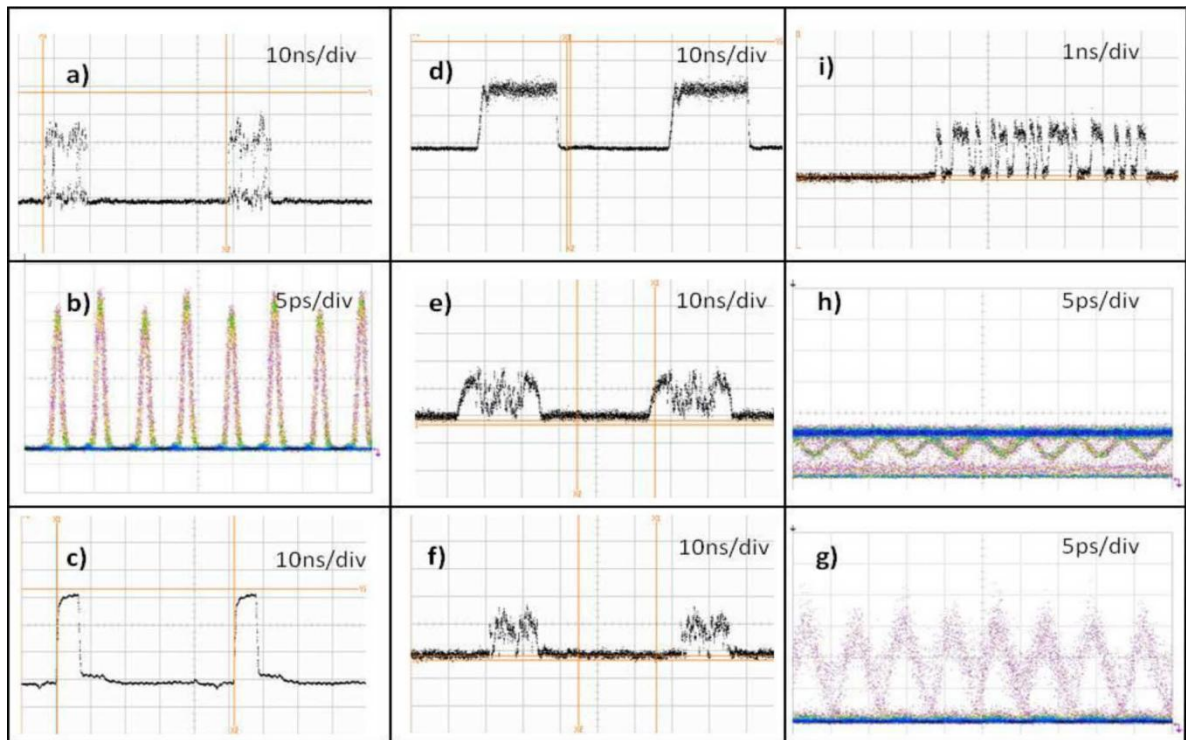 a)
10ns/div
d)
10ns/div
i)
1ns/div
b)
5ps/div
e)
10ns/div
h)
5ps/div
c)
10ns/div
f)
10ns/div
g)
5ps/div